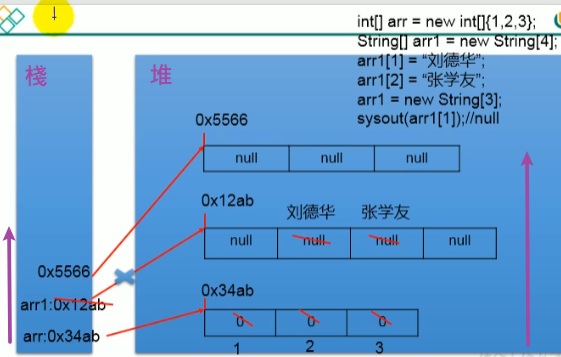 int[] arr = new int[]{1,2,3};
String[] arr1 = new String[4];
arr1[1] = “刘德华”;
arr1[2] = “张学友”;
arr1 = new String[3];
sysout(arr1[1]);//null
栈
堆
0x5566
null null null
0x12ab
刘德华 张学友
null null null null
0x5566
arr1:0x12ab
0x34ab
arr:0x34ab
0 0 0
1 2 3